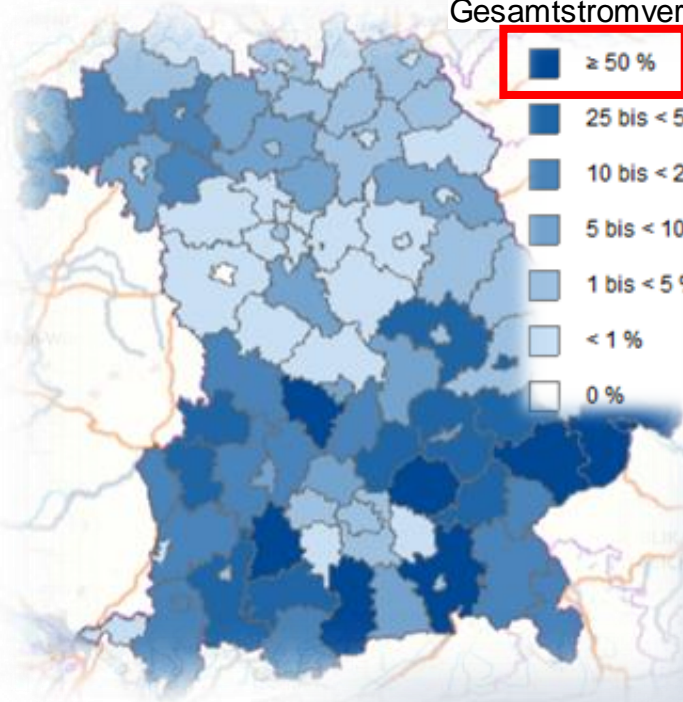 Gesamtstromver
≥ 50 %
25 bis < 5
10 bis < 2
5 bis < 10
1 bis < 5 %
< 1 %
0 %